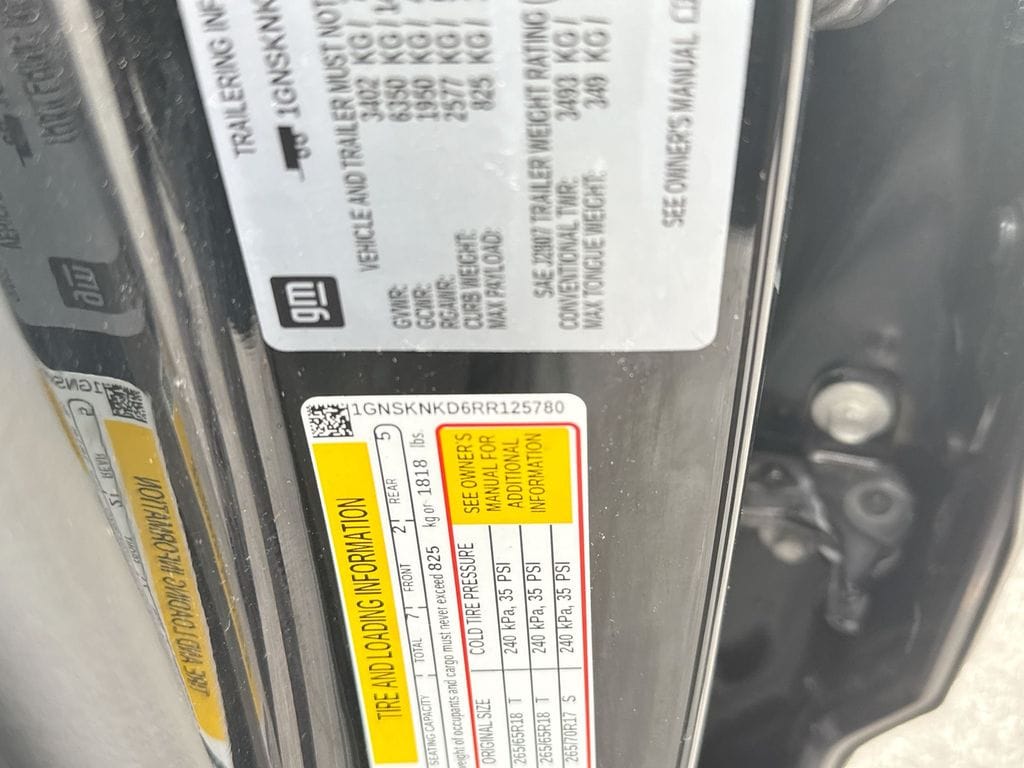 TRAILERING INF
1GNSKNK
gm
VEHICLE AND TRAILER MUST NOT
GVWR: 3402 KG /
GCWR: 6350 KG / 14
RGAWR: 1950 KG /
CURB WEIGHT: 2577 KG /
MAX PAYLOAD: 825 KG /
SAE J2807 TRAILER WEIGHT RATING (
CONVENTIONAL TWR: 3493 KG /
MAX TONGUE WEIGHT: 349 KG /
SEE OWNER'S MANUAL
1GNSKNKD6RR125780
TIRE AND LOADING INFORMATION
SEATING CAPACITY TOTAL 7 FRONT 2 REAR 5
weight of occupants and cargo must never exceed 825 kg or 1818 lbs.
ORIGINAL SIZE COLD TIRE PRESSURE
265/65R18 T 240 kPa, 35 PSI
265/65R18 T 240 kPa, 35 PSI
265/70R17 S 240 kPa, 35 PSI
SEE OWNER'S
MANUAL FOR
ADDITIONAL
INFORMATION